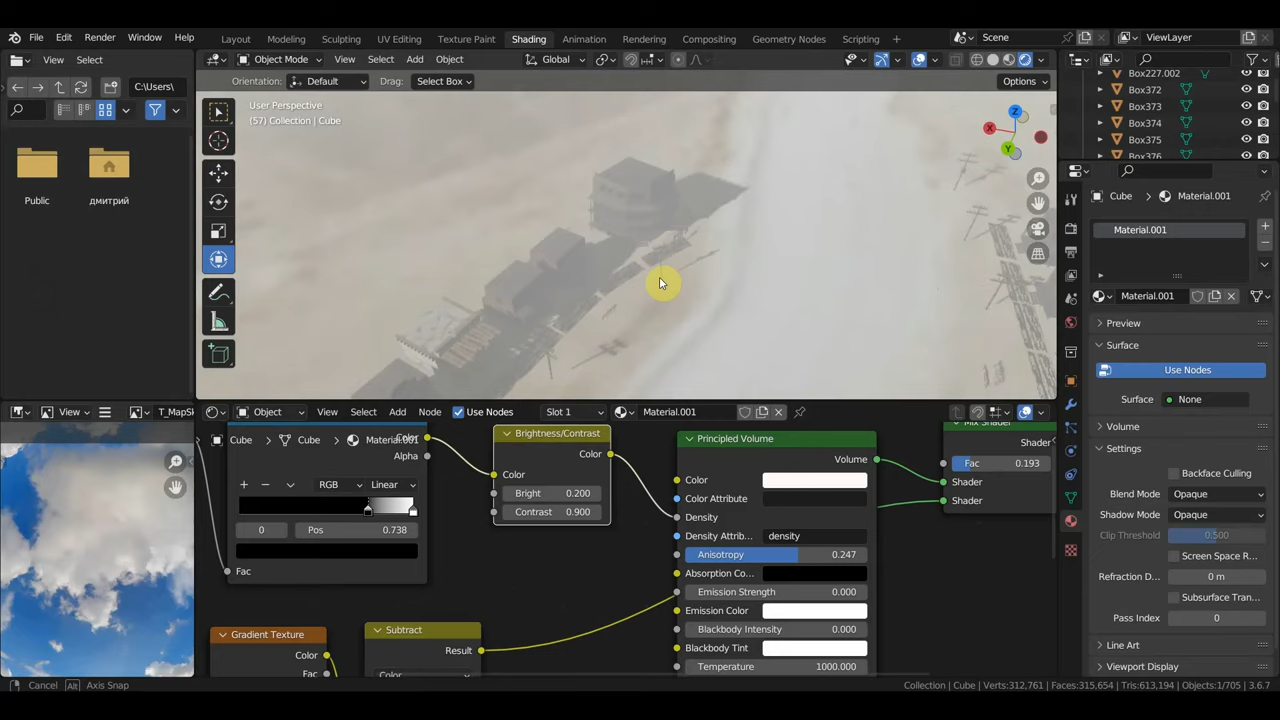 File Edit Render Window Help Layout Modeling Sculpting UV Editing Texture Paint Shading Animation Rendering Compositing Geometry Nodes Scripting + Scene ViewLayer
View Select Object Mode View Select Add Object Global Options
C:\Users\ Orientation: Default Drag: Select Box
User Perspective
(57) Collection | Cube
Public дмитрий
Z
X
Y
Box227.002
Box372
Box373
Box374
Box375
Box376
Cube Material.001
Material.001
Material.001
Preview
Surface
Use Nodes
Surface None
Volume
Settings
Backface Culling
Blend Mode Opaque
Shadow Mode Opaque
Clip Threshold 0.500
Screen Space R...
Refraction D... 0 m
Subsurface Tran...
Pass Index 0
Line Art
Viewport Display
View T_MapSk Object View Select Add Node Use Nodes Slot 1 Material.001
Cube Cube Material.001
Color
Alpha
RGB Linear
0 Pos 0.738
Fac
Brightness/Contrast
Color
Color
Bright 0.200
Contrast 0.900
Gradient Texture
Color
Fac
Subtract
Result
Color
Principled Volume
Volume
Color
Color Attribute
Density
Density Attrib... density
Anisotropy 0.247
Absorption Co...
Emission Strength 0.000
Emission Color
Blackbody Intensity 0.000
Blackbody Tint
Temperature 1000.000
Mix Shader
Shader
Fac 0.193
Shader
Shader
Cancel Alt Axis Snap Collection | Cube | Verts:312,761 | Faces:315,654 | Tris:613,194 | Objects:1/705 | 3.6.7